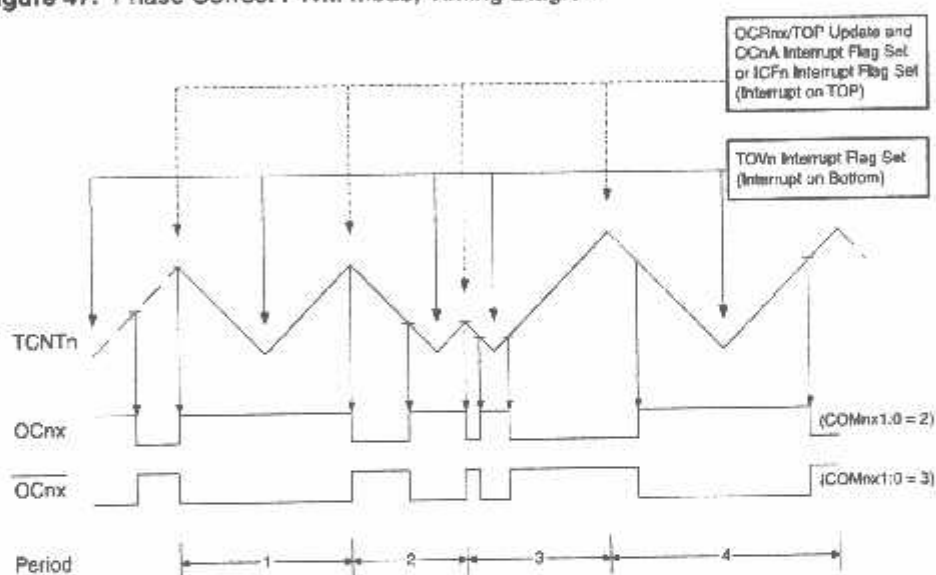 OCRnx/TOP Update and
OCnA Interrupt Flag Set
or ICFn Interrupt Flag Set
(Interrupt on TOP)
TOVn Interrupt Flag Set
(Interrupt on Bottom)
TCNTn
OCnx
(COMnx1:0 = 2)
OCnx
(COMnx1:0 = 3)
Period
1
2
3
4